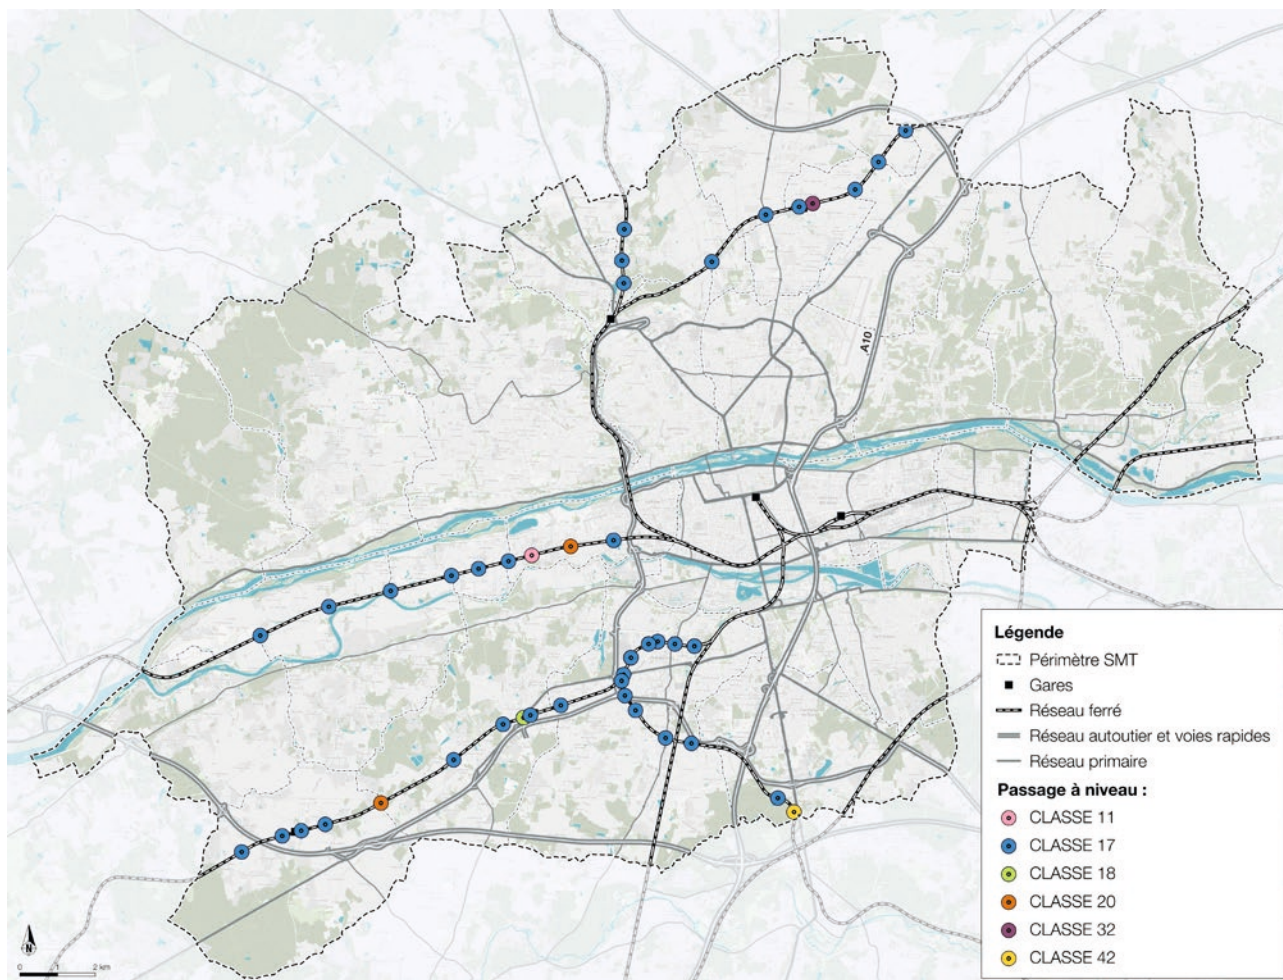 A10
Légende
Périmètre SMT
Gares
Réseau ferré
Réseau autoutier et voies rapides
Réseau primaire
Passage à niveau :
CLASSE 11
CLASSE 17
CLASSE 18
CLASSE 20
CLASSE 32
CLASSE 42
N
0 1 2 km